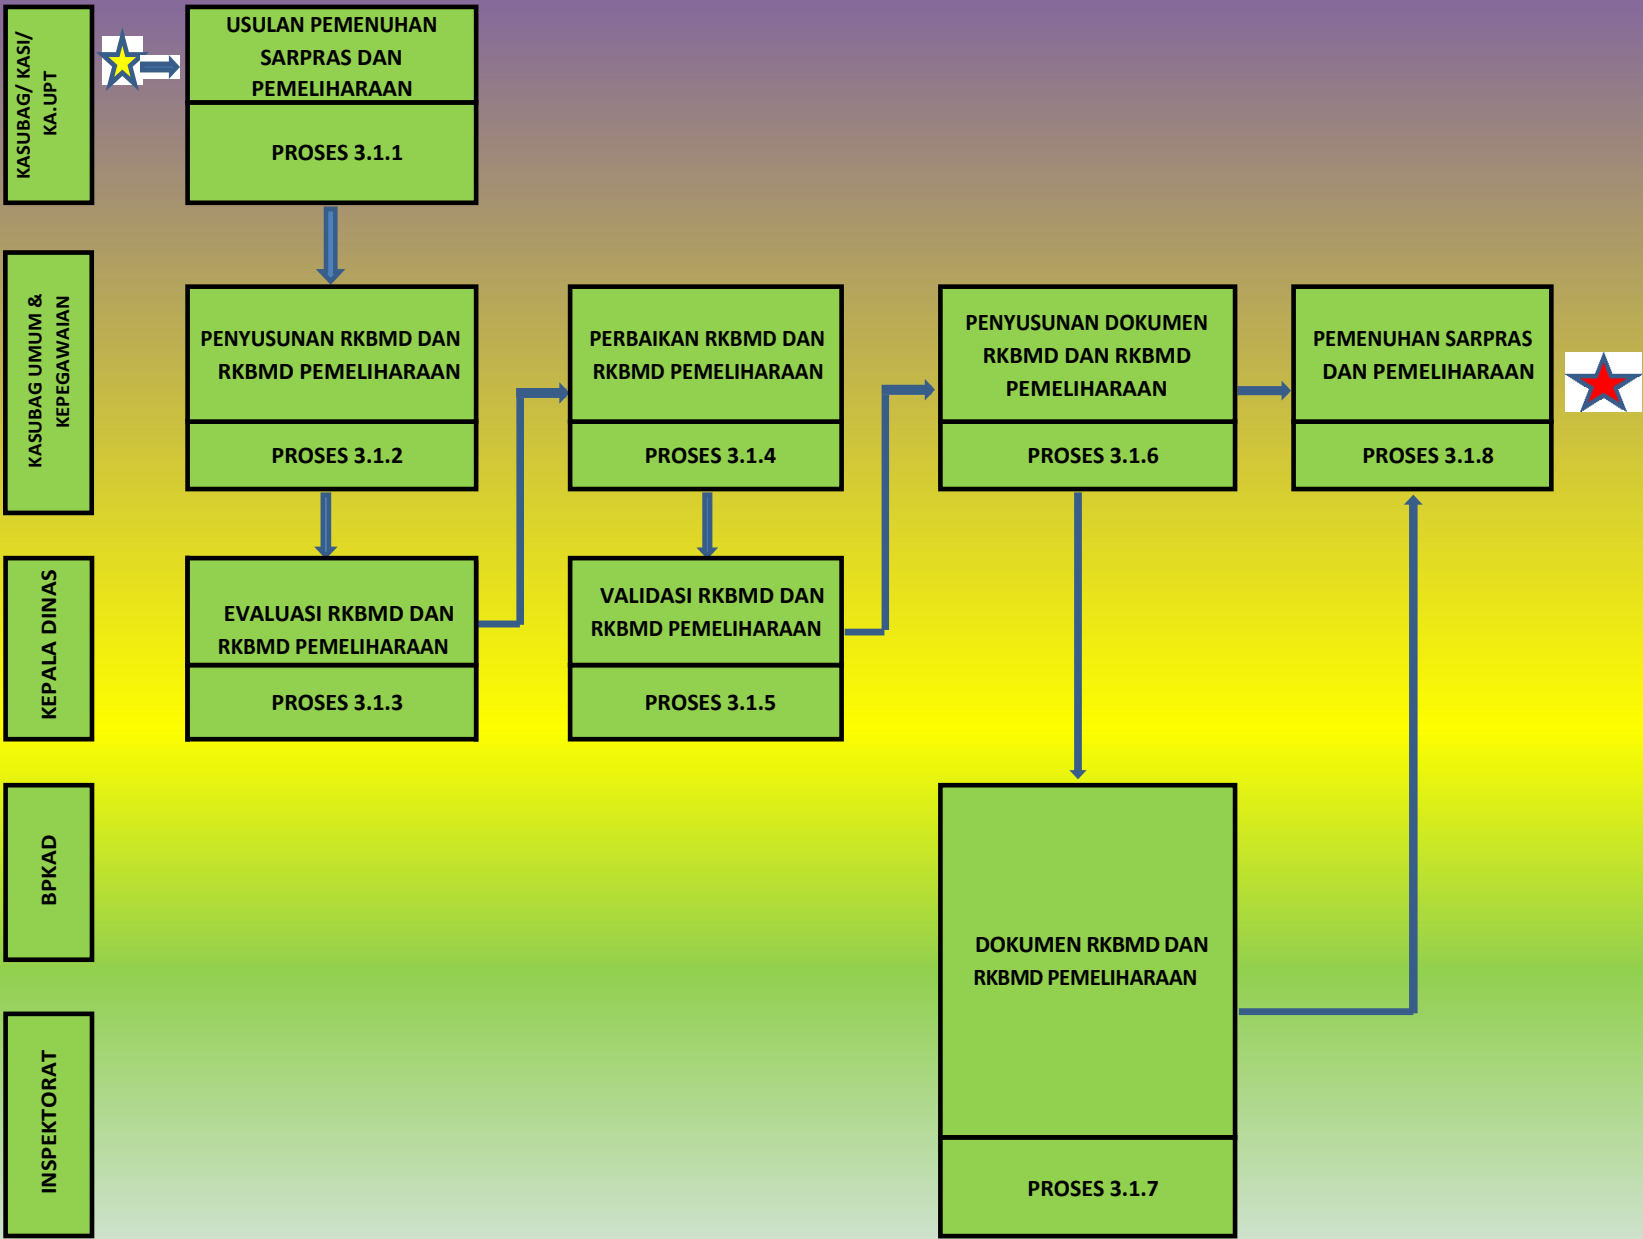 KASUBAG/ KASI/
KA.UPT
USULAN PEMENUHAN
SARPRAS DAN
PEMELIHARAAN
PROSES 3.1.1
KASUBAG UMUM &
KEPEGAWAIAN
PENYUSUNAN RKBMD DAN
RKBMD PEMELIHARAAN
PROSES 3.1.2
PERBAIKAN RKBMD DAN
RKBMD PEMELIHARAAN
PROSES 3.1.4
PENYUSUNAN DOKUMEN
RKBMD DAN RKBMD
PEMELIHARAAN
PROSES 3.1.6
PEMENUHAN SARPRAS
DAN PEMELIHARAAN
PROSES 3.1.8
KEPALA DINAS
EVALUASI RKBMD DAN
RKBMD PEMELIHARAAN
PROSES 3.1.3
VALIDASI RKBMD DAN
RKBMD PEMELIHARAAN
PROSES 3.1.5
BPKAD
DOKUMEN RKBMD DAN
RKBMD PEMELIHARAAN
INSPEKTORAT
PROSES 3.1.7